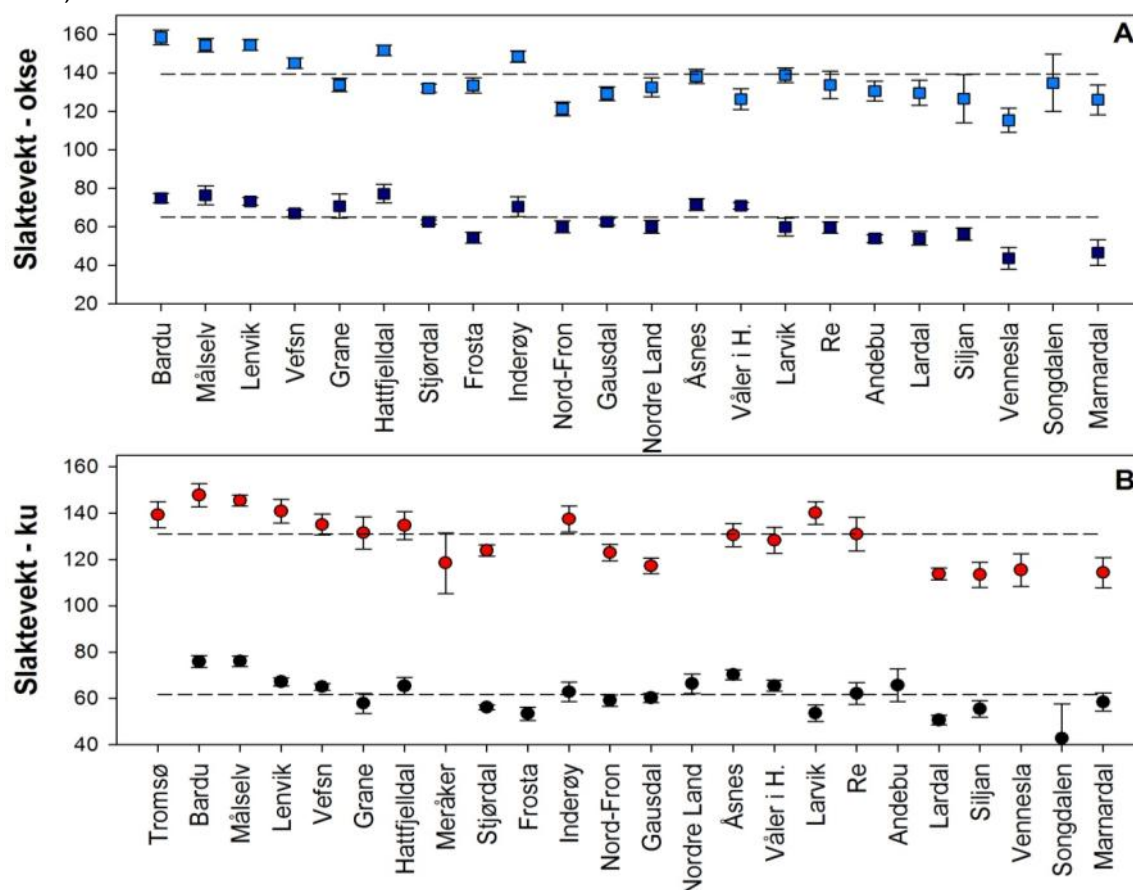 A
Slaktevekt - okse
160
140
120
100
80
60
40
20
Bardu
Målselv
Lenvik
Vefsn
Grane
Hattfjelldal
Stjørdal
Frosta
Inderøy
Nord-Fron
Gausdal
Nordre Land
Åsnes
Våler i H.
Larvik
Re
Andebu
Lardal
Siljan
Vennesla
Songdalen
Marnardal
B
Slaktevekt - ku
160
140
120
100
80
60
40
Tromsø
Bardu
Målselv
Lenvik
Vefsn
Grane
Hattfjelldal
Meråker
Stjørdal
Frosta
Inderøy
Nord-Fron
Gausdal
Nordre Land
Åsnes
Våler i H.
Larvik
Re
Andebu
Lardal
Siljan
Vennesla
Songdalen
Marnardal